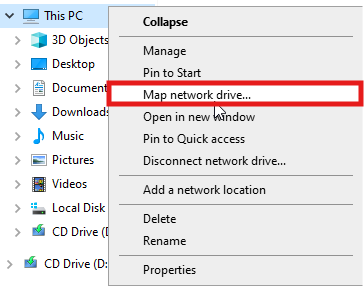 This PC
3D Objects
Desktop
Document
Downloads
Music
Pictures
Videos
Local Disk
CD Drive (D
CD Drive (D:
Collapse
Manage
Pin to Start
Map network drive...
Open in new window
Pin to Quick access
Disconnect network drive...
Add a network location
Delete
Rename
Properties